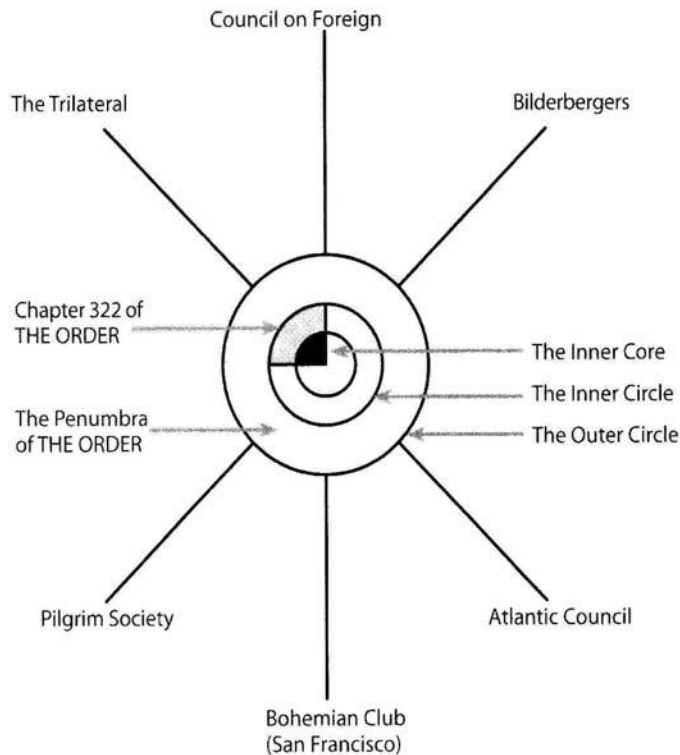 Council on Foreign
The Trilateral
Bilderbergers
Chapter 322 of
THE ORDER
The Inner Core
The Inner Circle
The Penumbra
of THE ORDER
The Outer Circle
Pilgrim Society
Atlantic Council
Bohemian Club
(San Francisco)